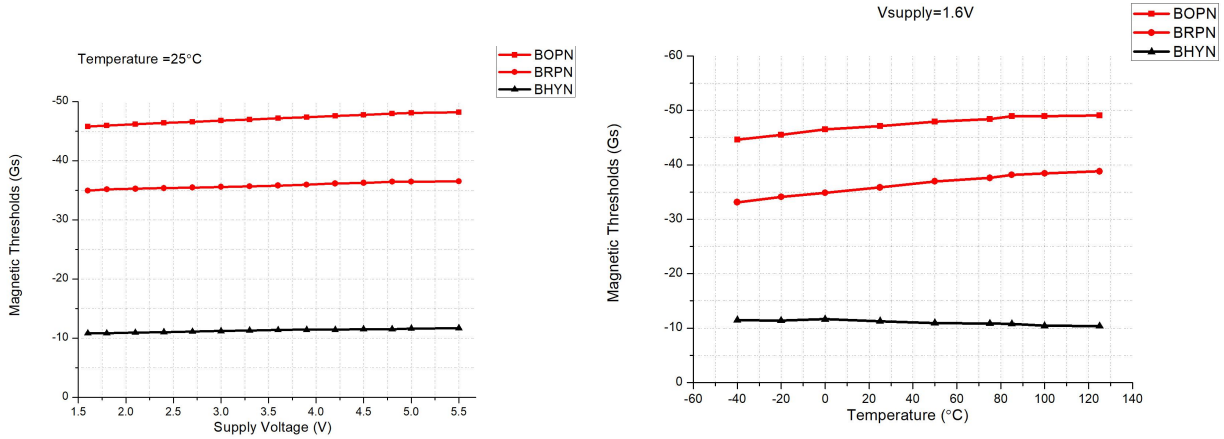 Temperature =25°C
BOPN
BRPN
BHYN
Magnetic Thresholds (Gs)
-50
-40
-30
-20
-10
0
1.5 2.0 2.5 3.0 3.5 4.0 4.5 5.0 5.5
Supply Voltage (V)
Vsupply=1.6V
BOPN
BRPN
BHYN
Magnetic Thresholds (Gs)
-60
-50
-40
-30
-20
-10
0
-60 -40 -20 0 20 40 60 80 100 120 140
Temperature (°C)